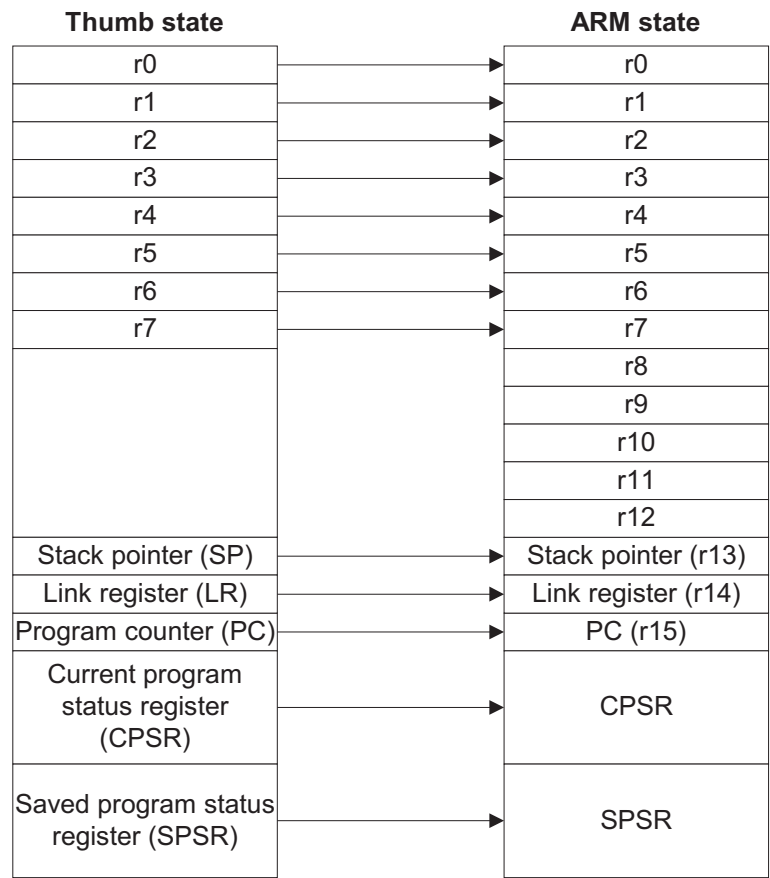 Thumb state
ARM state
r0
r0
r1
r1
r2
r2
r3
r3
r4
r4
r5
r5
r6
r6
r7
r7
r8
r9
r10
r11
r12
Stack pointer (SP)
Stack pointer (r13)
Link register (LR)
Link register (r14)
Program counter (PC)
PC (r15)
Current program
status register
(CPSR)
CPSR
Saved program status
register (SPSR)
SPSR